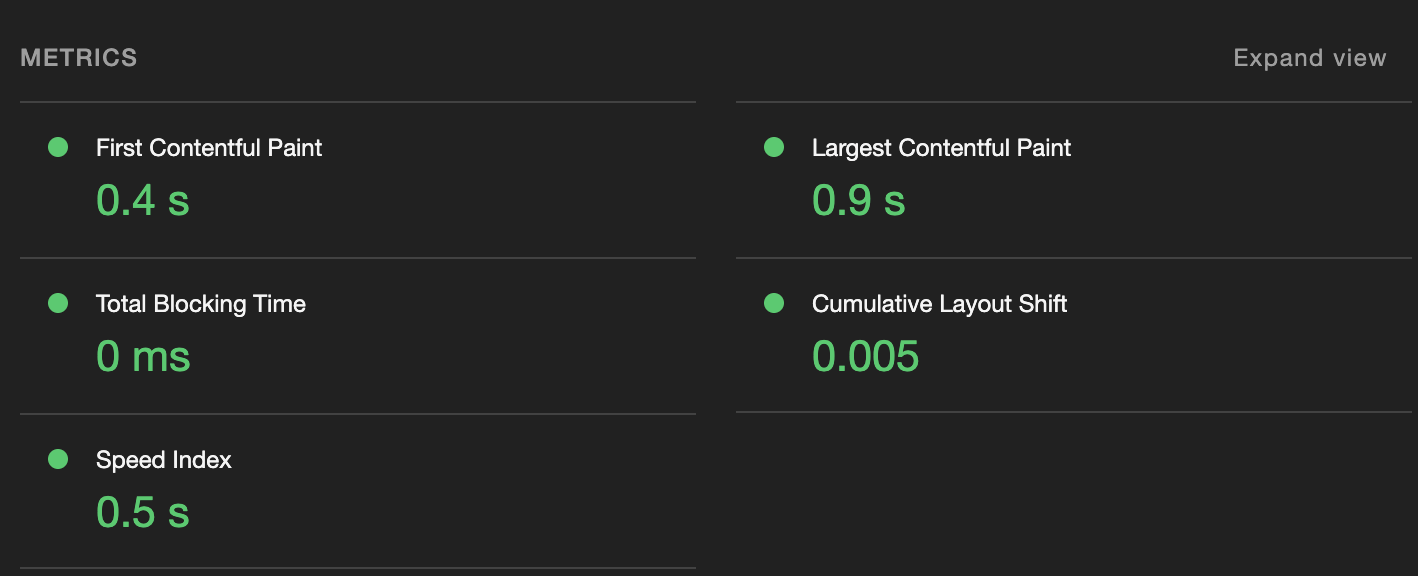 METRICS
Expand view
First Contentful Paint
0.4 s
Largest Contentful Paint
0.9 s
Total Blocking Time
0 ms
Cumulative Layout Shift
0.005
Speed Index
0.5 s